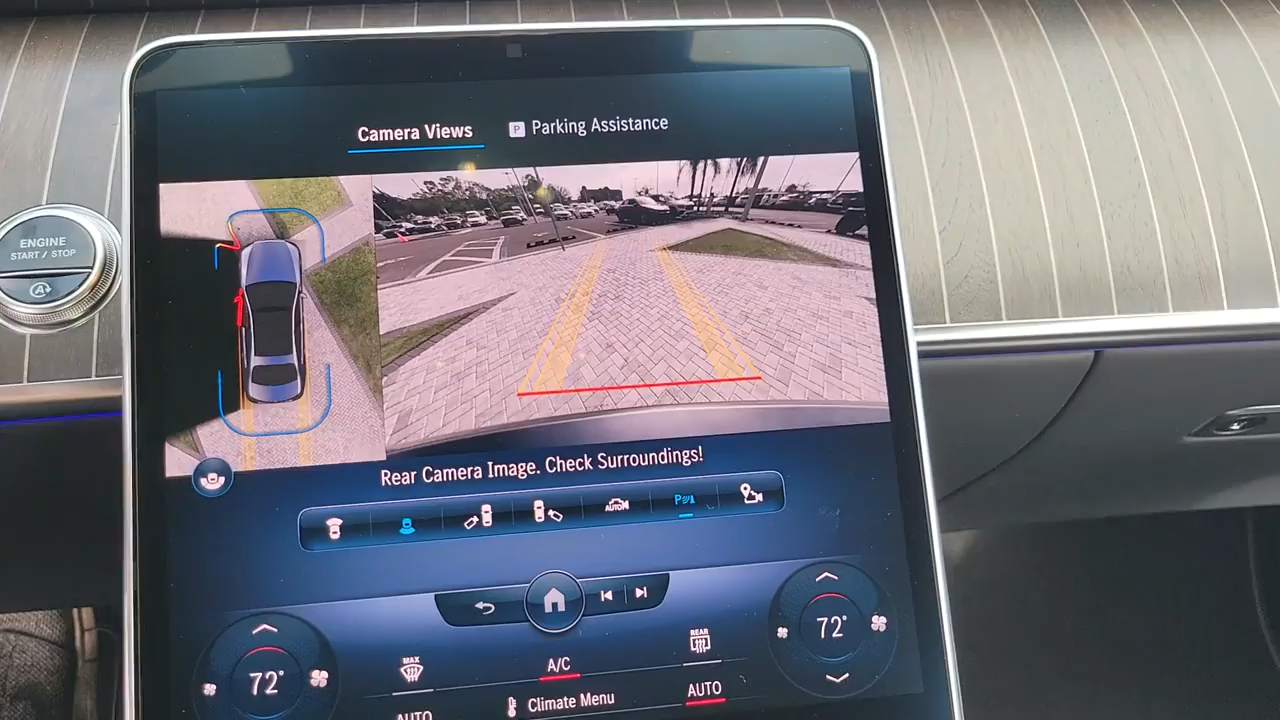 Camera Views
P Parking Assistance
ENGINE
START / STOP
A
Rear Camera Image. Check Surroundings!
AUTO
P
72°
MAX
A/C
REAR
72°
AUTO
Climate Menu
AUTO